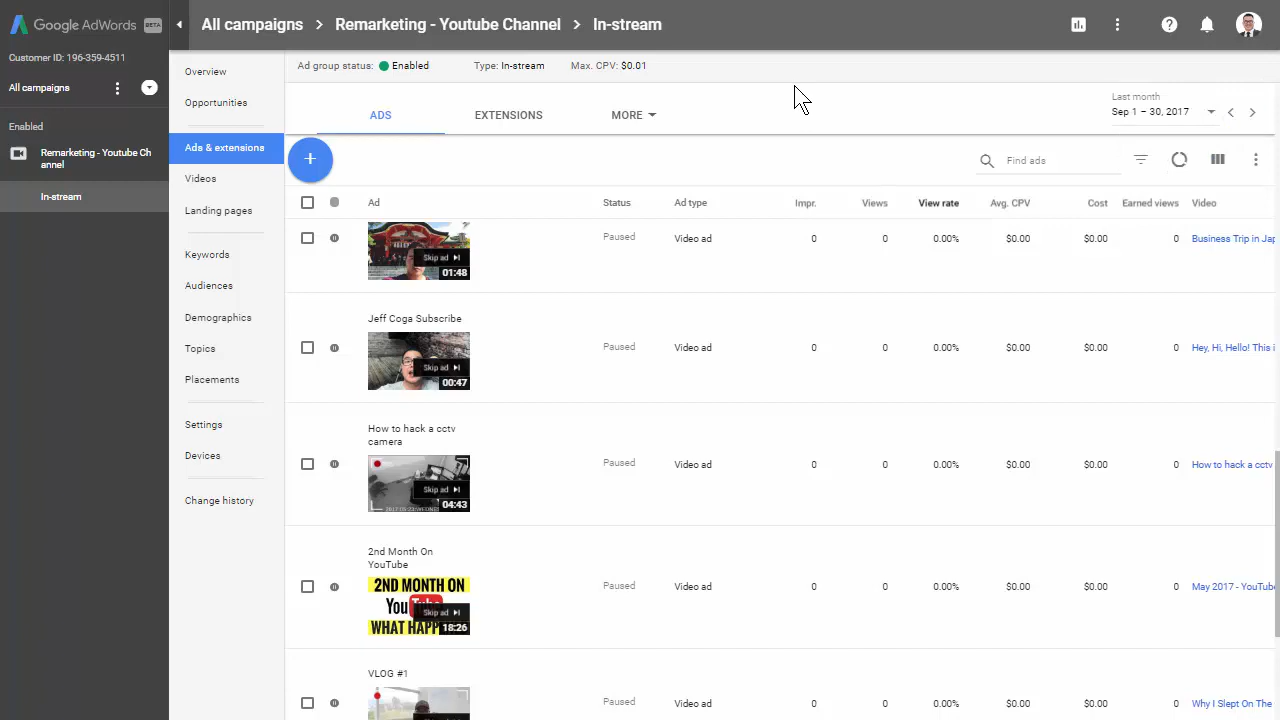 Google AdWords BETA
All campaigns > Remarketing - Youtube Channel > In-stream
Customer ID: 196-359-4511
All campaigns
Enabled
Remarketing - Youtube Ch
annel
In-stream
Overview
Opportunities
Ads & extensions
Videos
Landing pages
Keywords
Audiences
Demographics
Topics
Placements
Settings
Devices
Change history
Ad group status: Enabled Type: In-stream Max. CPV: $0.01
ADS EXTENSIONS MORE
Last month
Sep 1 – 30, 2017
Find ads
Ad Status Ad type Impr. Views View rate Avg. CPV Cost Earned views Video
Paused Video ad 0 0 0.00% $0.00 $0.00 0 Business Trip in Jap
Skip ad
01:48
Jeff Coga Subscribe
Paused Video ad 0 0 0.00% $0.00 $0.00 0 Hey, Hi, Hello! This i
Skip ad
00:47
How to hack a cctv
camera
Paused Video ad 0 0 0.00% $0.00 $0.00 0 How to hack a cctv
Skip ad
04:43
2nd Month On
YouTube
Paused Video ad 0 0 0.00% $0.00 $0.00 0 May 2017 - YouTub
2ND MONTH ON
You Tube
Skip ad
WHAT HAPP
18:26
VLOG #1
Paused Video ad 0 0 0.00% $0.00 $0.00 0 Why I Slept On The